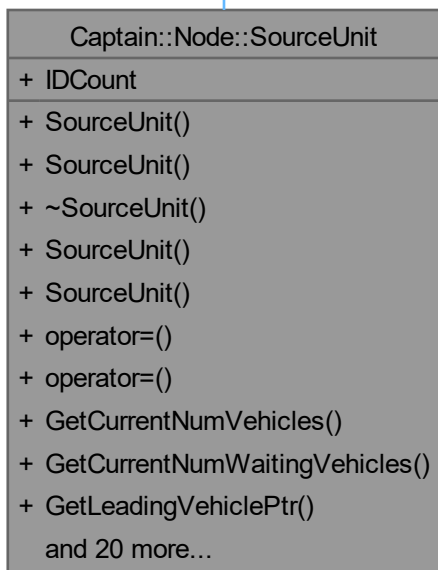 Captain::Node::SourceUnit
+ IDCount
+ SourceUnit()
+ SourceUnit()
+ ~SourceUnit()
+ SourceUnit()
+ SourceUnit()
+ operator=()
+ operator=()
+ GetCurrentNumVehicles()
+ GetCurrentNumWaitingVehicles()
+ GetLeadingVehiclePtr()
and 20 more...